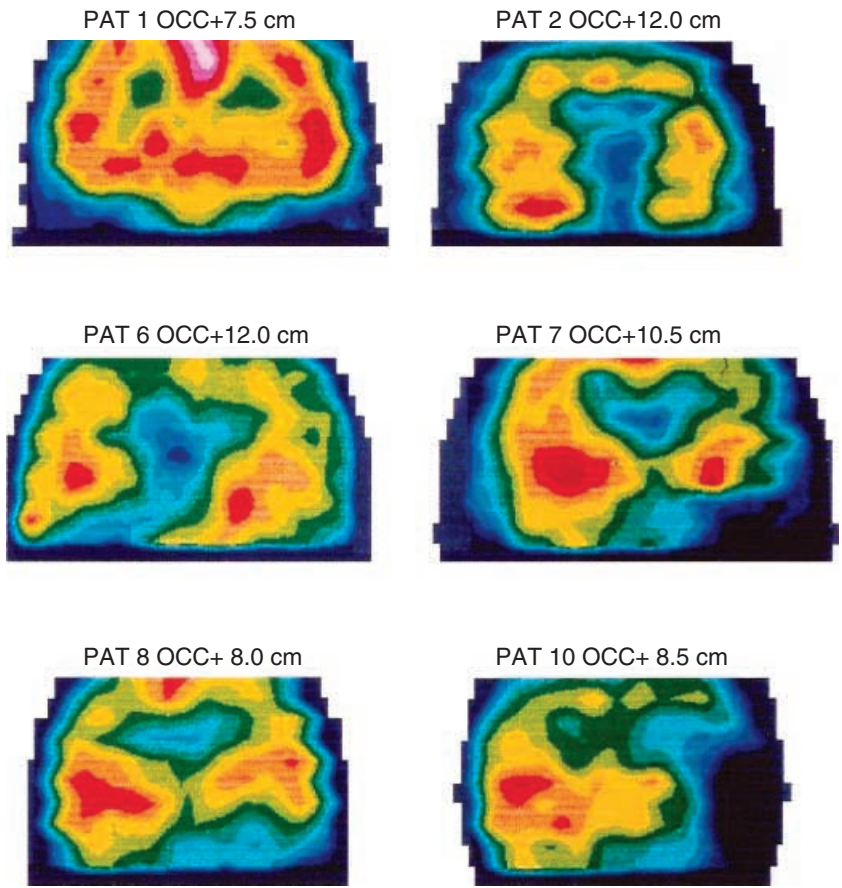 PAT 1 OCC+7.5 cm
PAT 2 OCC+12.0 cm
PAT 6 OCC+12.0 cm
PAT 7 OCC+10.5 cm
PAT 8 OCC+ 8.0 cm
PAT 10 OCC+ 8.5 cm